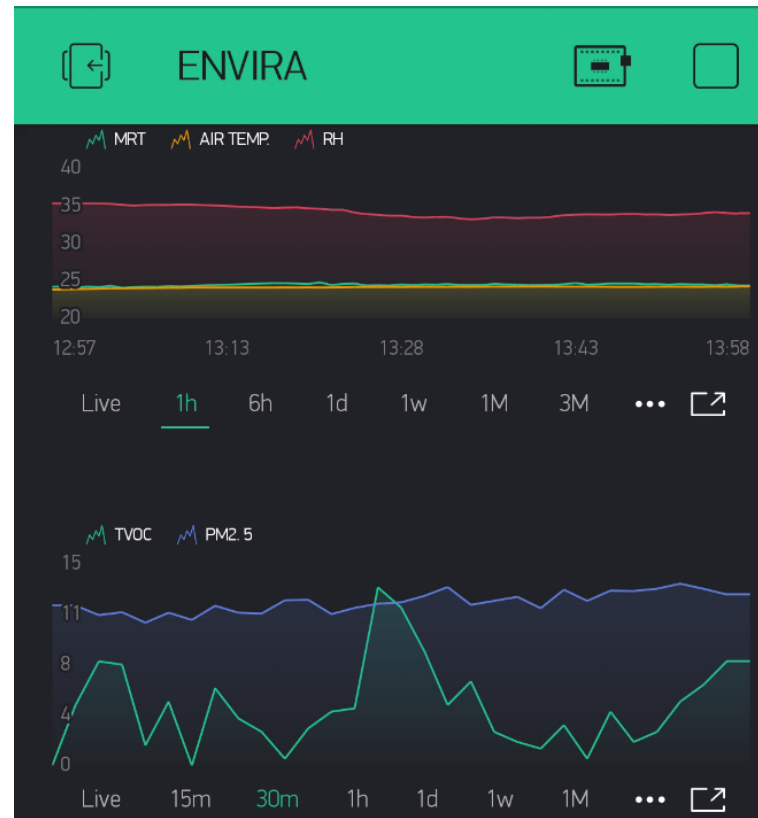 ENVIRA
MRT AIR TEMP. RH
40
35
30
25
20
12:57 13:13 13:28 13:43 13:58
Live 1h 6h 1d 1w 1M 3M
TVOC PM2. 5
15
11
8
4
0
Live 15m 30m 1h 1d 1w 1M